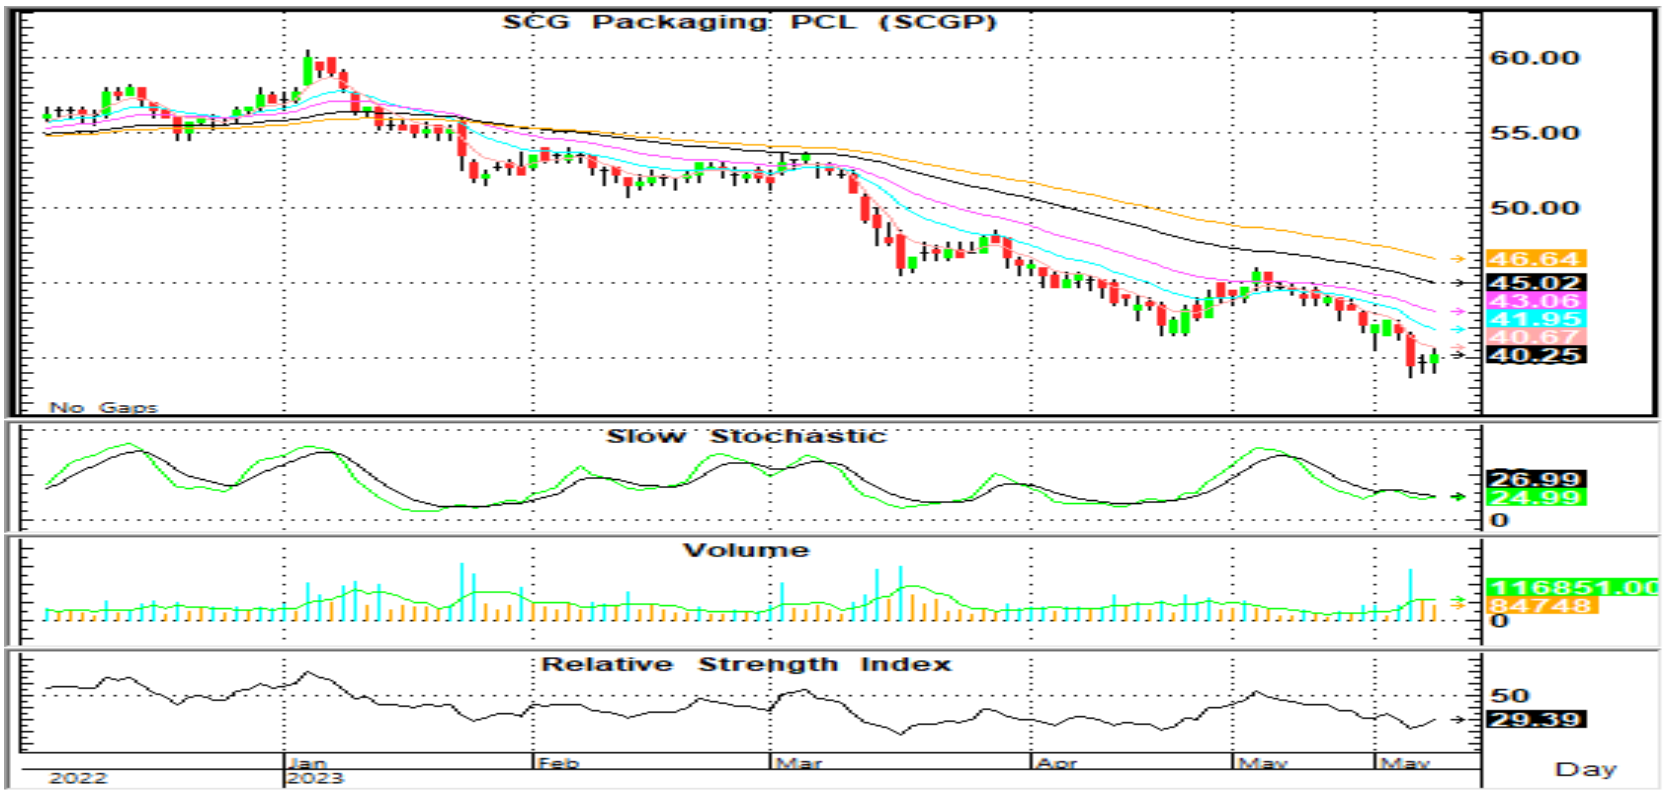 SCG Packaging PCL (SCGP)
60.00
55.00
50.00
46.64
45.02
43.06
41.95
40.67
40.25
No Gaps
Slow Stochastic
26.99
24.99
0
Volume
116851.00
84748
0
Relative Strength Index
50
29.39
Jan Feb Mar Apr May May
2022 2023 Day